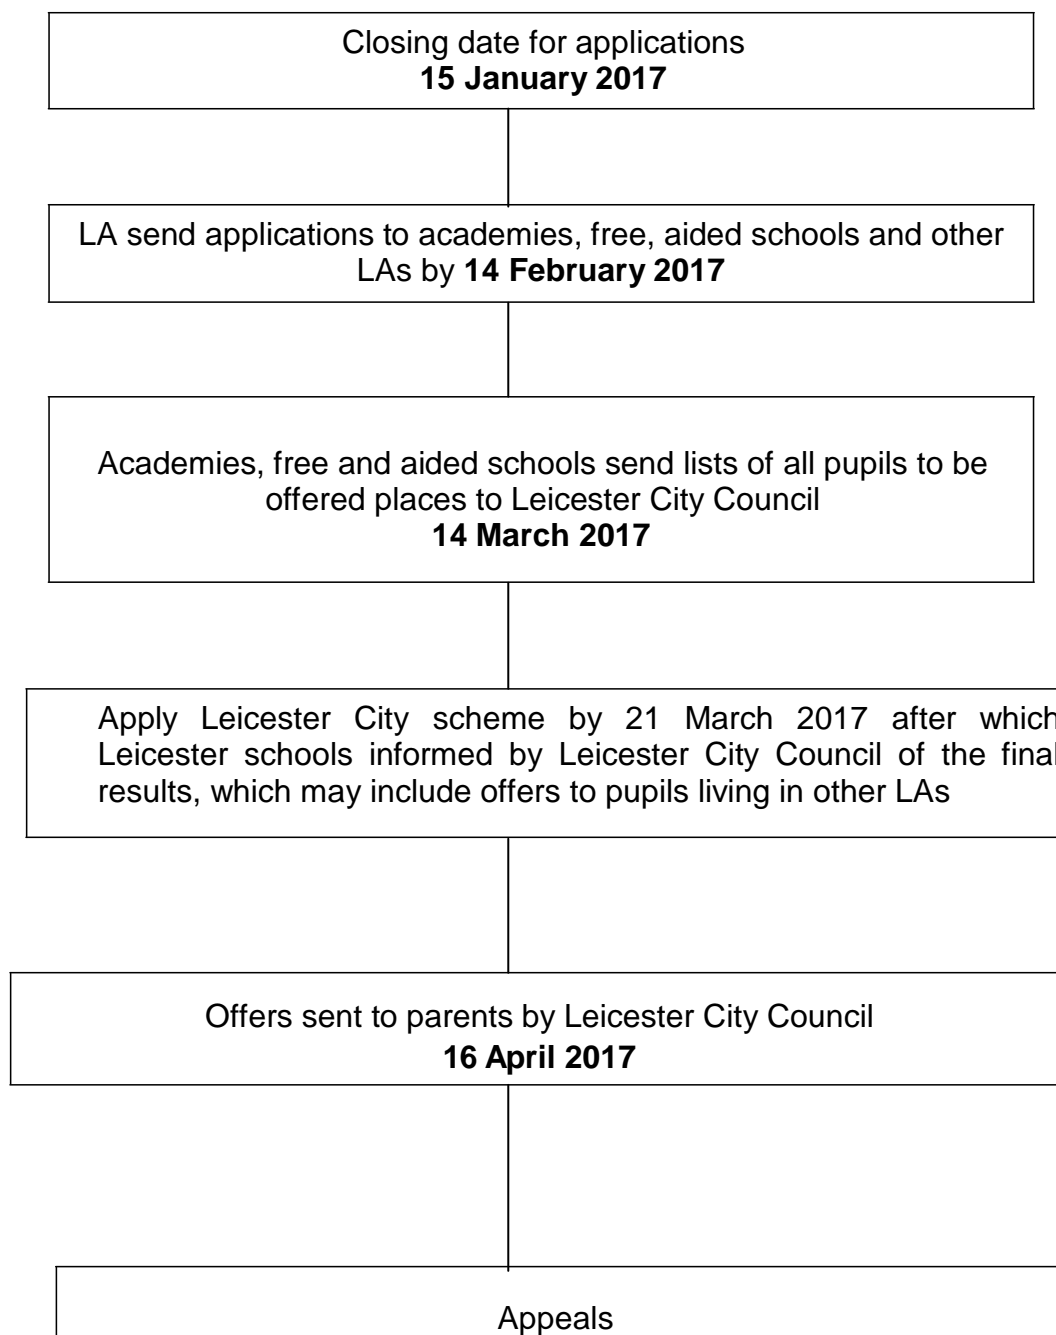 Closing date for applications
15 January 2017
LA send applications to academies, free, aided schools and other
LAs by 14 February 2017
Academies, free and aided schools send lists of all pupils to be
offered places to Leicester City Council
14 March 2017
Apply Leicester City scheme by 21 March 2017 after which
Leicester schools informed by Leicester City Council of the final
results, which may include offers to pupils living in other LAs
Offers sent to parents by Leicester City Council
16 April 2017
Appeals